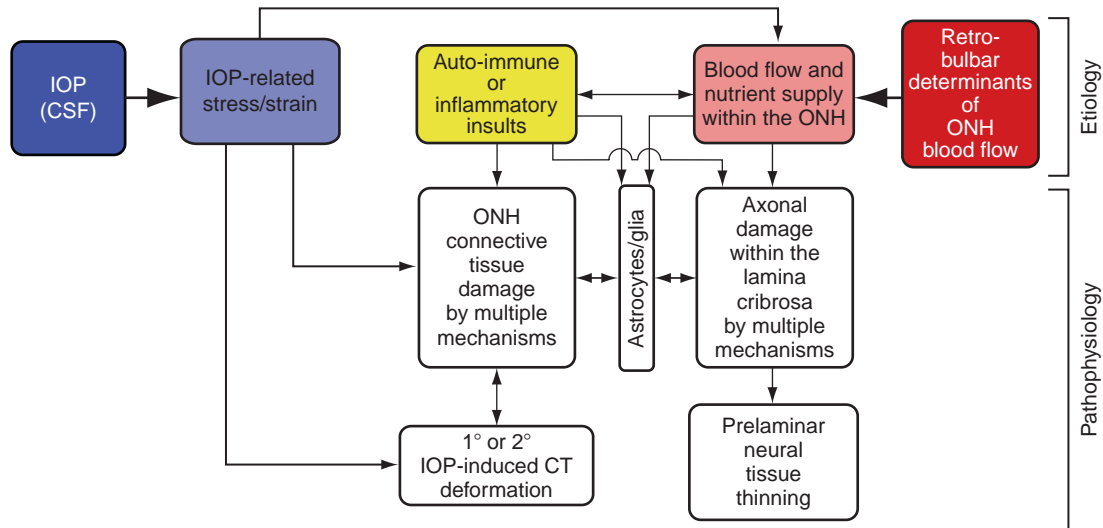 IOP
(CSF)
IOP-related
stress/strain
Auto-immune
or
inflammatory
insults
Blood flow and
nutrient supply
within the ONH
Retro-
bulbar
determinants
of
ONH
blood flow
Etiology
ONH
connective
tissue
damage
by multiple
mechanisms
Astrocytes/glia
Axonal
damage
within the
lamina
cribrosa
by multiple
mechanisms
1° or 2°
IOP-induced CT
deformation
Prelaminar
neural
tissue
thinning
Pathophysiology